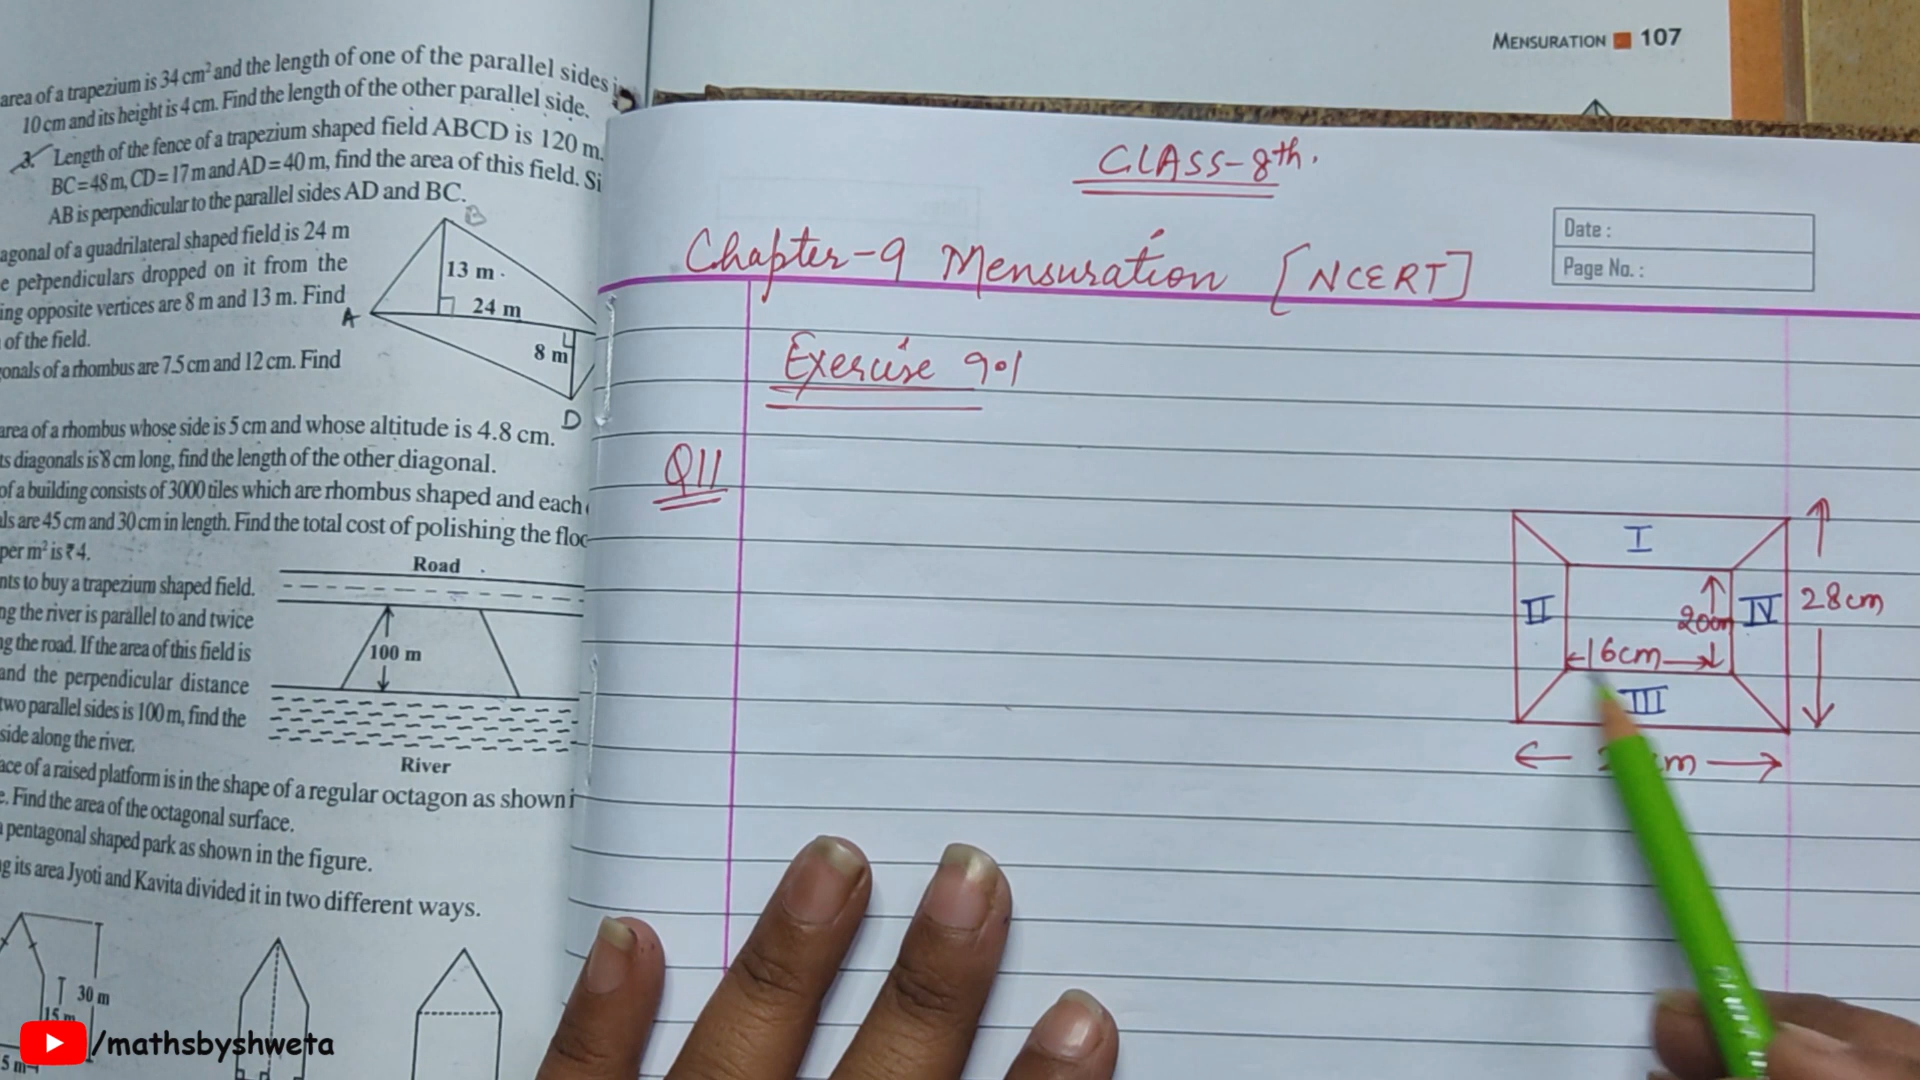 MENSURATION 107
area of a trapezium is 34 cm² and the length of one of the parallel sides
10 cm and its height is 4 cm. Find the length of the other parallel side.
3. Length of the fence of a trapezium shaped field ABCD is 120 m.
BC = 48 m, CD = 17 m and AD = 40 m, find the area of this field. Si
AB is perpendicular to the parallel sides AD and BC.
agonal of a quadrilateral shaped field is 24 m
e perpendiculars dropped on it from the
ing opposite vertices are 8 m and 13 m. Find
of the field.
gonals of a rhombus are 7.5 cm and 12 cm. Find
B
13 m
24 m
A
8 m
D
area of a rhombus whose side is 5 cm and whose altitude is 4.8 cm.
ts diagonals is 8 cm long, find the length of the other diagonal.
of a building consists of 3000 tiles which are rhombus shaped and each
ls are 45 cm and 30 cm in length. Find the total cost of polishing the floo
per m² is ₹ 4.
nts to buy a trapezium shaped field.
ng the river is parallel to and twice
ng the road. If the area of this field is
and the perpendicular distance
two parallel sides is 100 m, find the
side along the river.
Road
100 m
River
ace of a raised platform is in the shape of a regular octagon as shown i
e. Find the area of the octagonal surface.
a pentagonal shaped park as shown in the figure.
g its area Jyoti and Kavita divided it in two different ways.
30 m
15 m
5 m
/mathsbyshweta
CLASS-8th.
Date :
Page No. :
Chapter-9 Mensuration [NCERT]
Exercise 9.1
Q11
I
II
IV
28cm
20cm
16cm
III